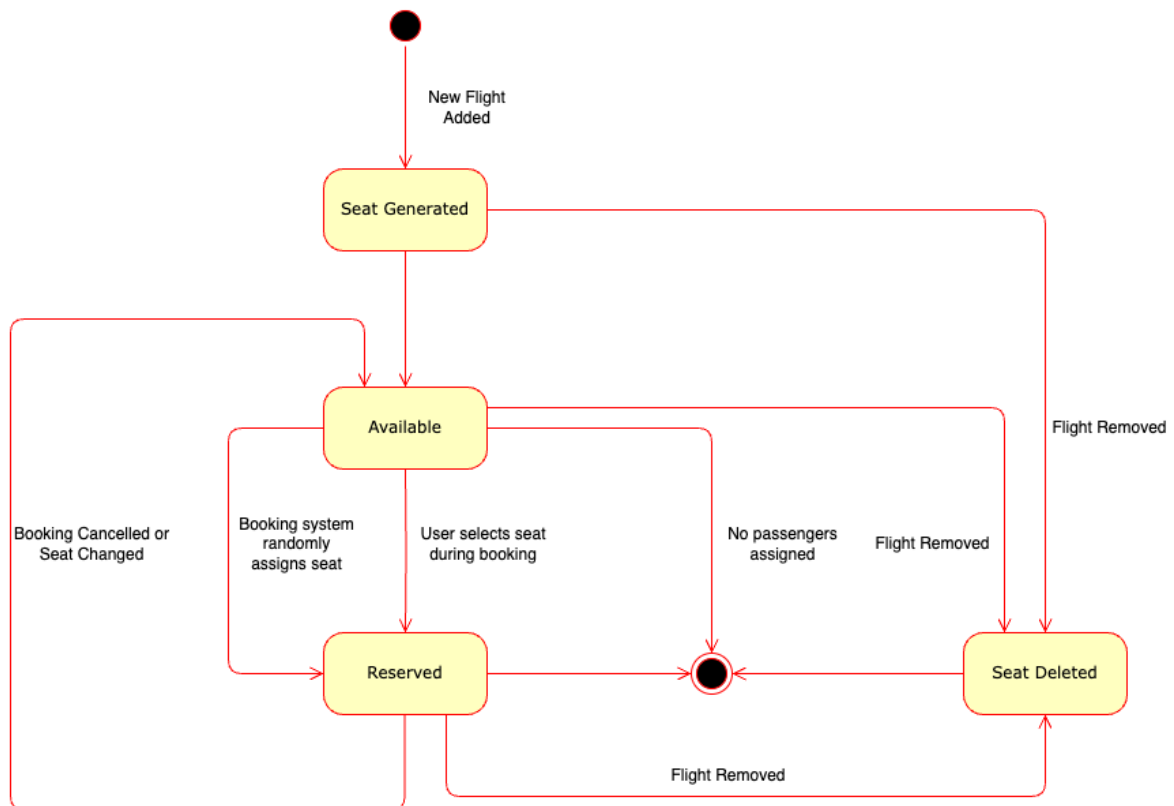 New Flight
Added
Seat Generated
Available
Flight Removed
Booking Cancelled or
Seat Changed
Booking system
randomly
assigns seat
User selects seat
during booking
No passengers
assigned
Flight Removed
Reserved
Seat Deleted
Flight Removed